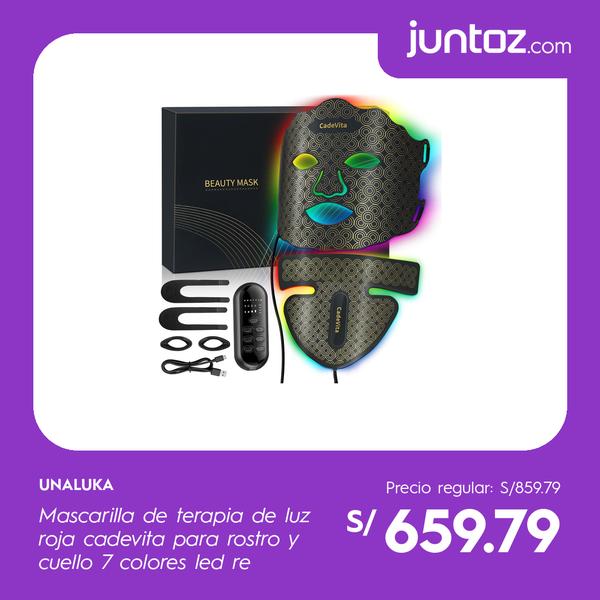 juntoz.com
CadeVita
BEAUTY MASK
CadeVita
UNALUKA
Mascarilla de terapia de luz
roja cadevita para rostro y
cuello 7 colores led re
Precio regular: S/859.79
S/ 659.79